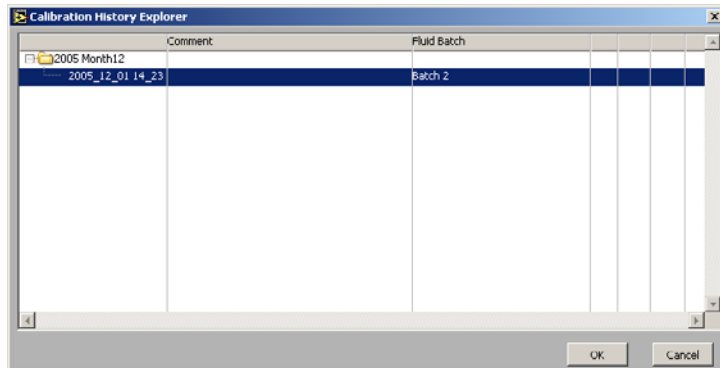 Calibration History Explorer
Comment Fluid Batch
2005 Month12
2005_12_01 14_23 Batch 2
OK Cancel